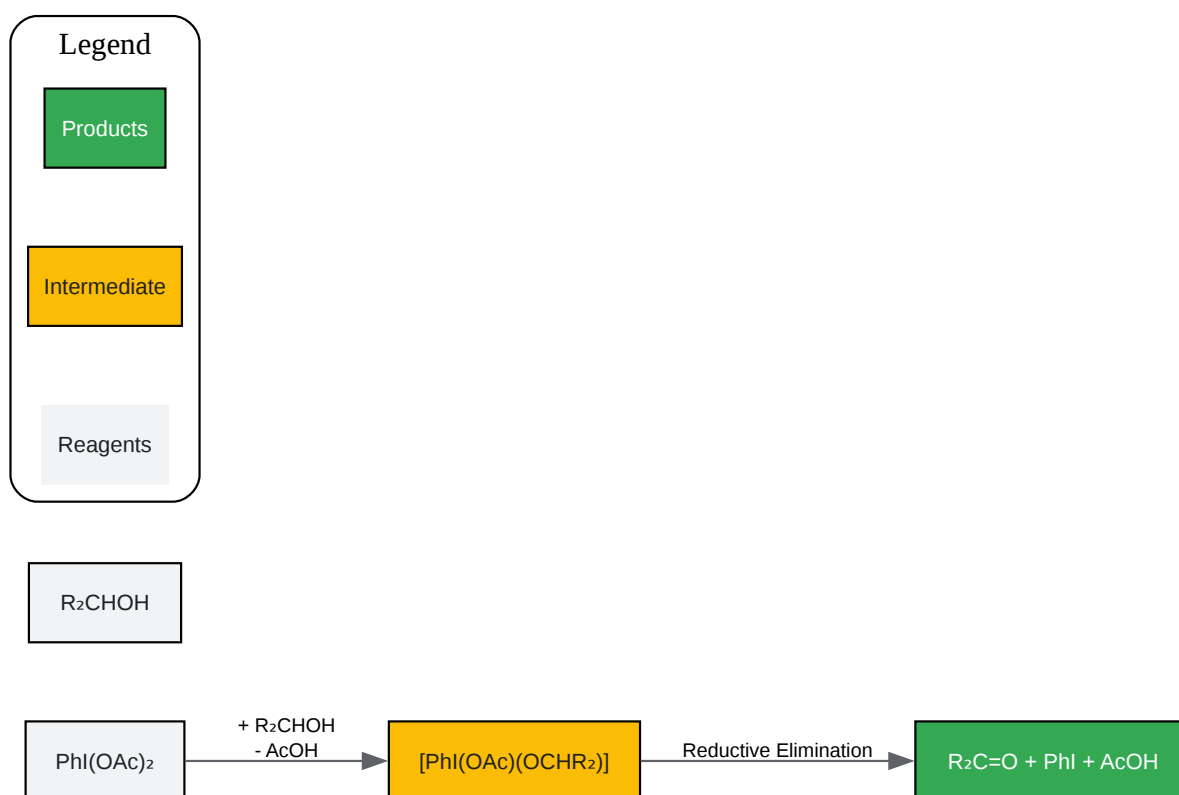 Legend
Products
Intermediate
Reagents
R₂CHOH
PhI(OAc)₂
+ R₂CHOH
- AcOH
[PhI(OAc)(OCHR₂)]
Reductive Elimination
R₂C=O + PhI + AcOH